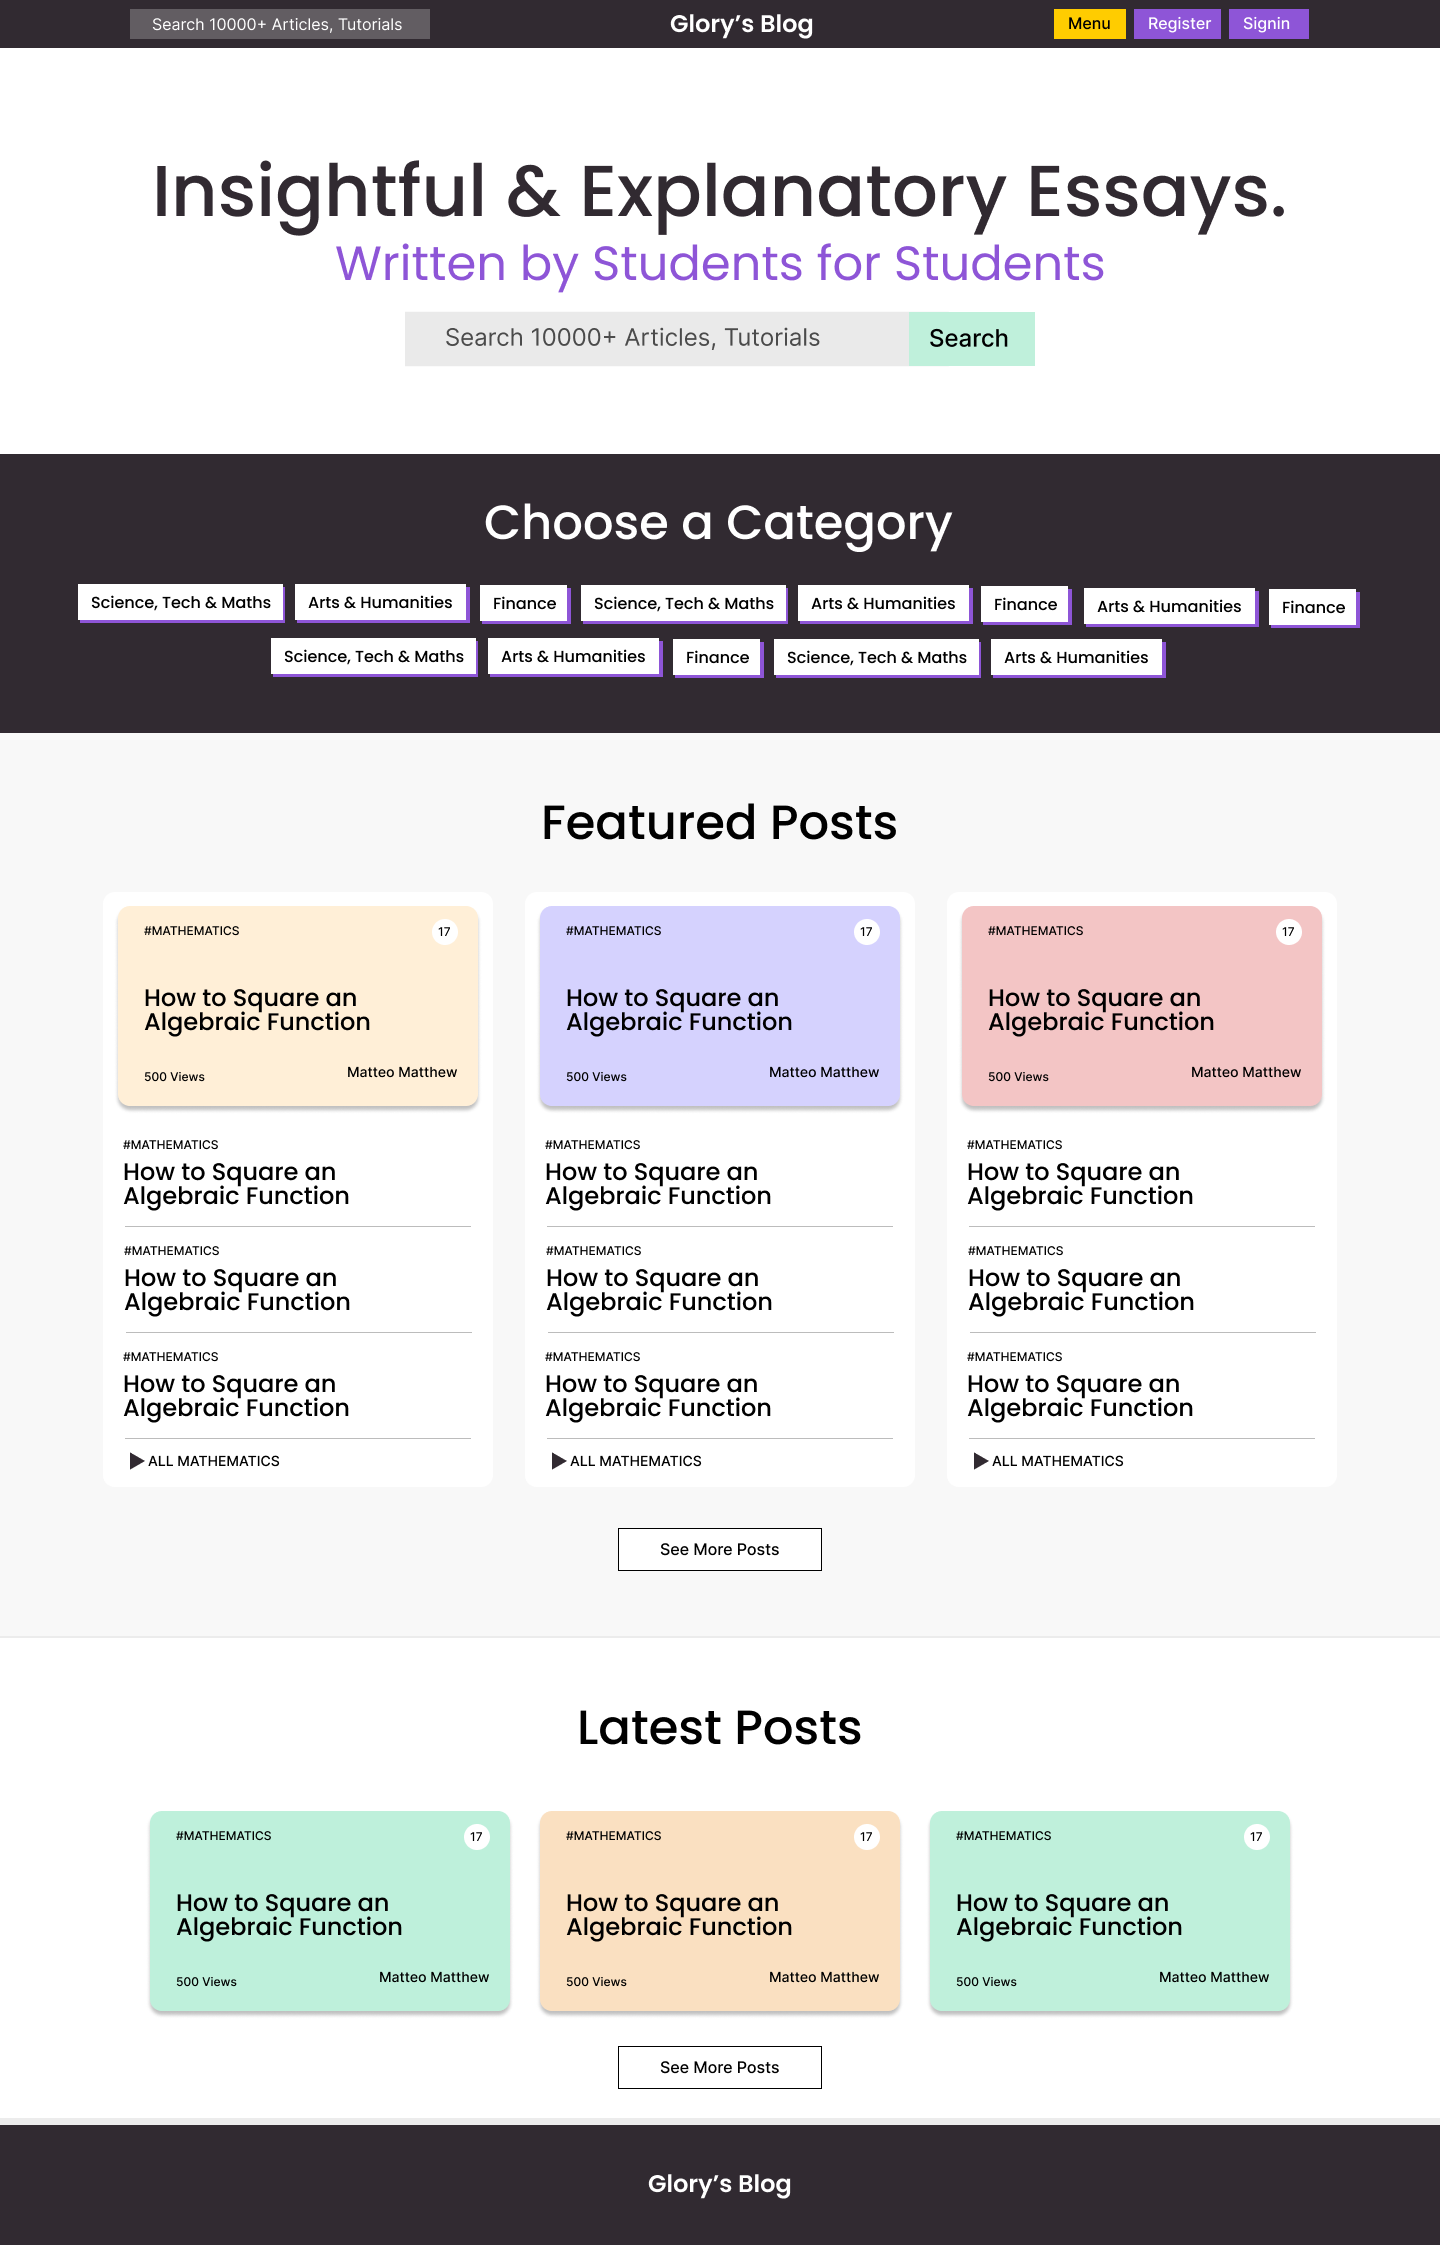 Search 10000+ Articles, Tutorials
Glory’s Blog
Menu
Register
Signin
Insightful & Explanatory Essays.
Written by Students for Students
Search 10000+ Articles, Tutorials
Search
Choose a Category
Science, Tech & Maths
Arts & Humanities
Finance
Science, Tech & Maths
Arts & Humanities
Finance
Arts & Humanities
Finance
Science, Tech & Maths
Arts & Humanities
Finance
Science, Tech & Maths
Arts & Humanities
Featured Posts
#MATHEMATICS
17
How to Square an
Algebraic Function
500 Views
Matteo Matthew
#MATHEMATICS
How to Square an
Algebraic Function
#MATHEMATICS
How to Square an
Algebraic Function
#MATHEMATICS
How to Square an
Algebraic Function
ALL MATHEMATICS
#MATHEMATICS
17
How to Square an
Algebraic Function
500 Views
Matteo Matthew
#MATHEMATICS
How to Square an
Algebraic Function
#MATHEMATICS
How to Square an
Algebraic Function
#MATHEMATICS
How to Square an
Algebraic Function
ALL MATHEMATICS
#MATHEMATICS
17
How to Square an
Algebraic Function
500 Views
Matteo Matthew
#MATHEMATICS
How to Square an
Algebraic Function
#MATHEMATICS
How to Square an
Algebraic Function
#MATHEMATICS
How to Square an
Algebraic Function
ALL MATHEMATICS
See More Posts
Latest Posts
#MATHEMATICS
17
How to Square an
Algebraic Function
500 Views
Matteo Matthew
#MATHEMATICS
17
How to Square an
Algebraic Function
500 Views
Matteo Matthew
#MATHEMATICS
17
How to Square an
Algebraic Function
500 Views
Matteo Matthew
See More Posts
Glory’s Blog